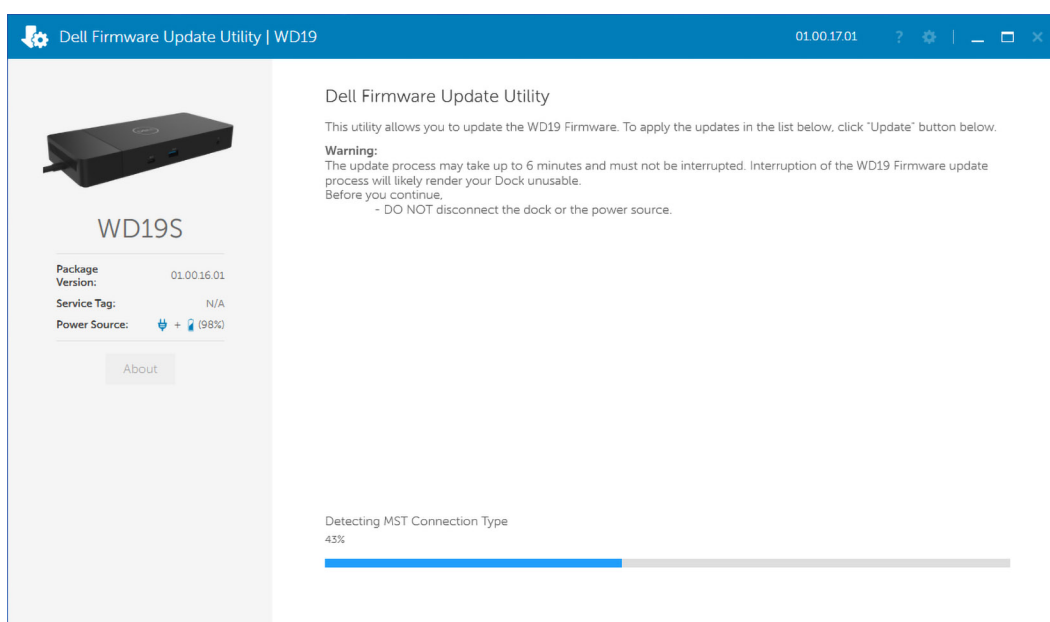 Dell Firmware Update Utility | WD19
01.00.17.01
?
Dell Firmware Update Utility
This utility allows you to update the WD19 Firmware. To apply the updates in the list below, click "Update" button below.
Warning:
The update process may take up to 6 minutes and must not be interrupted. Interruption of the WD19 Firmware update
process will likely render your Dock unusable.
Before you continue,
- DO NOT disconnect the dock or the power source.
WD19S
Package
Version:
01.00.16.01
Service Tag: N/A
Power Source: + (98%)
About
Detecting MST Connection Type
43%